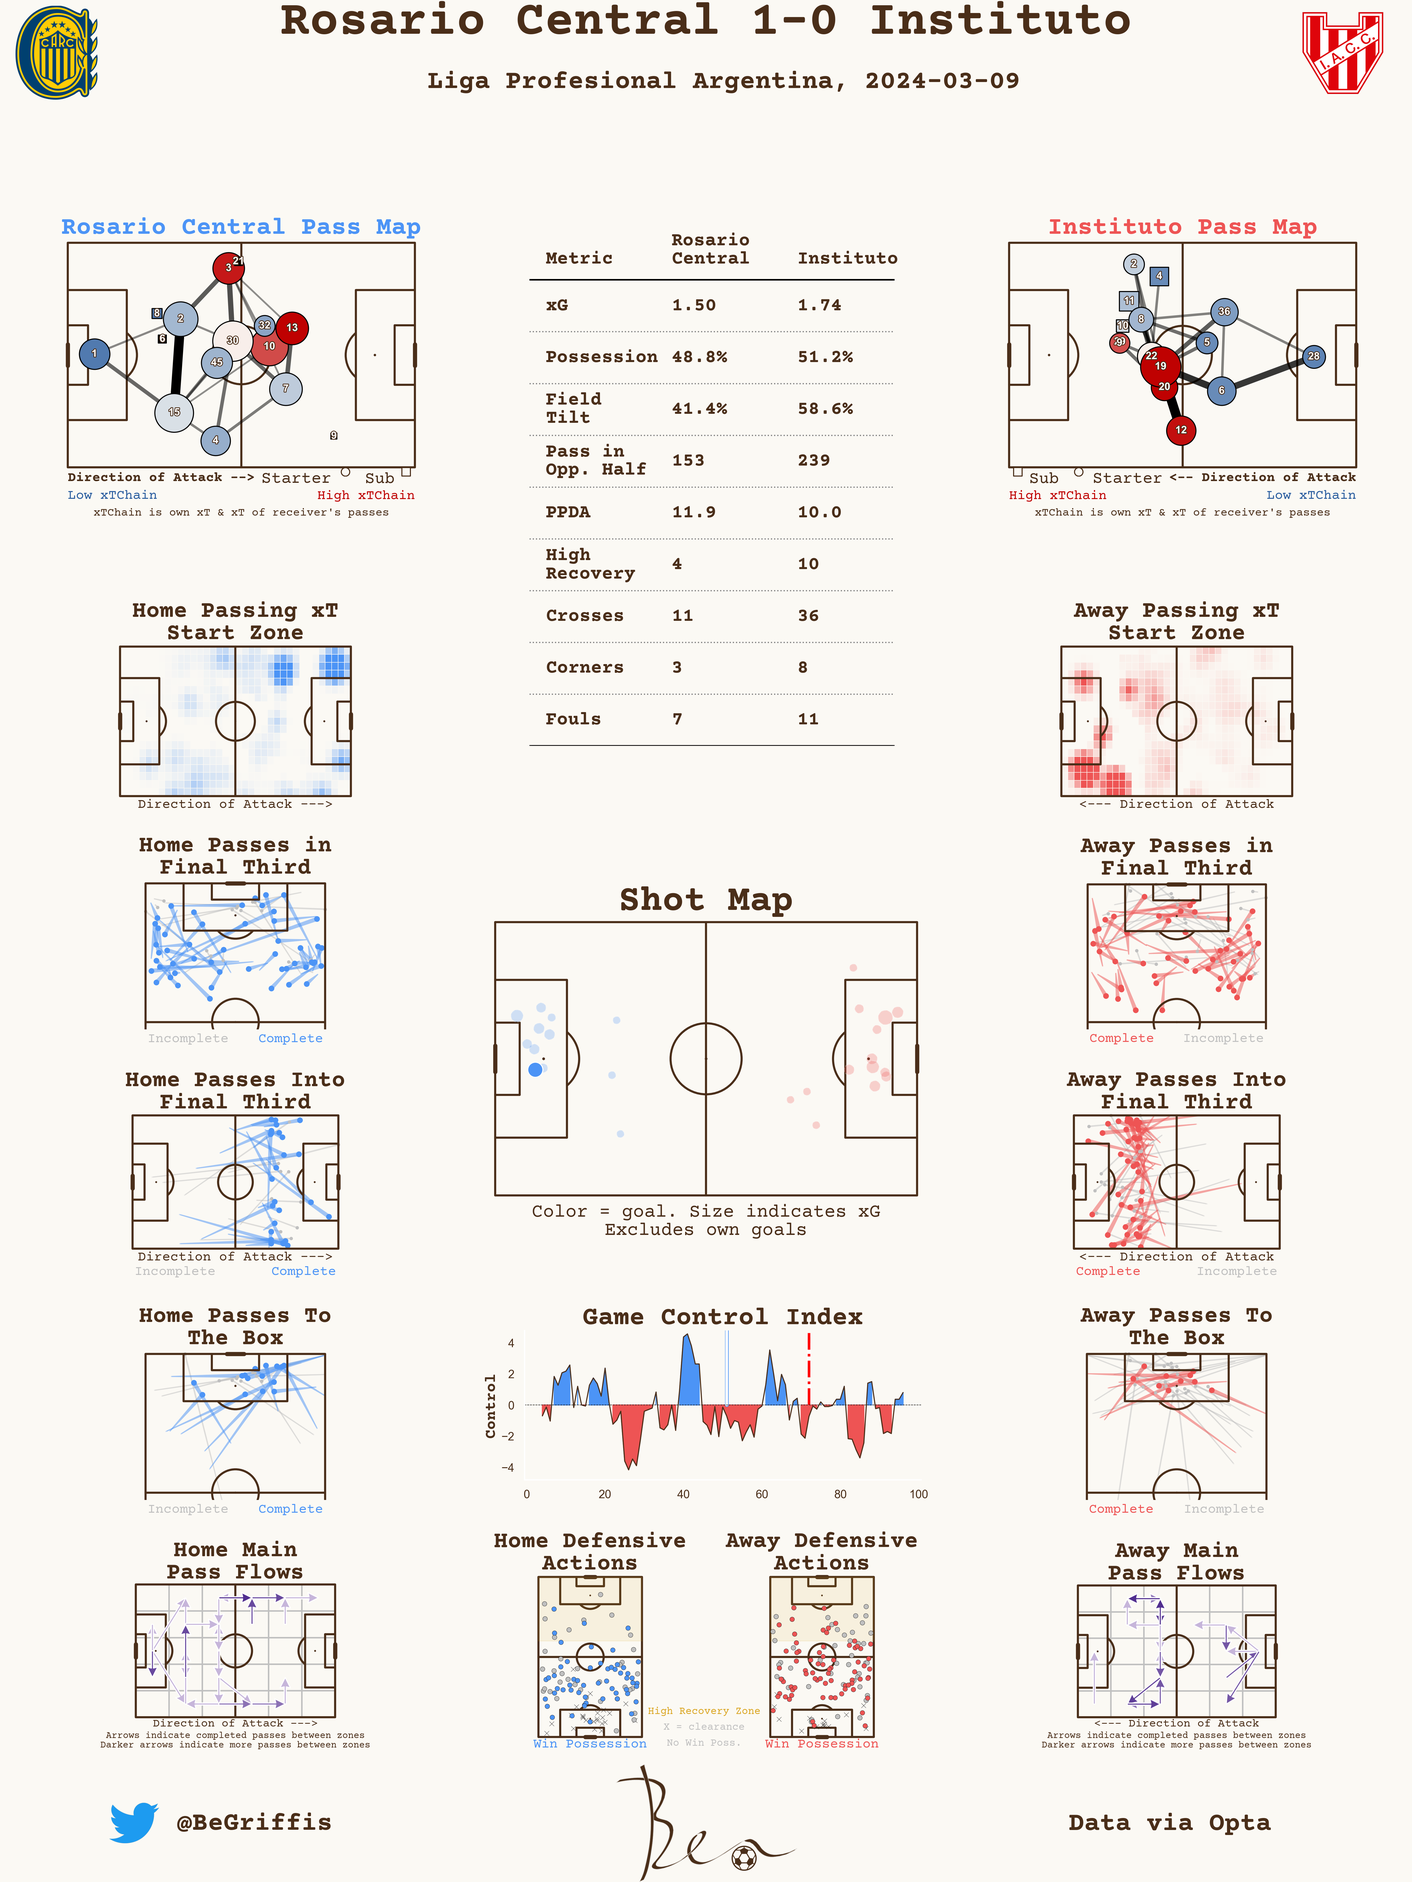 Rosario Central 1-0 Instituto
Liga Profesional Argentina, 2024-03-09
CARC
I.A.C.C.
Rosario Central Pass Map
21
3
8
2
6
32
13
30
10
1
45
7
15
4
9
Direction of Attack --> Starter Sub
Low xTChain High xTChain
xTChain is own xT & xT of receiver's passes
Metric Rosario Central Instituto
xG 1.50 1.74
Possession 48.8% 51.2%
Field Tilt 41.4% 58.6%
Pass in Opp. Half 153 239
PPDA 11.9 10.0
High Recovery 4 10
Crosses 11 36
Corners 3 8
Fouls 7 11
Instituto Pass Map
2
4
11
8
36
10
5
22
28
19
20
6
12
Sub Starter <-- Direction of Attack
High xTChain Low xTChain
xTChain is own xT & xT of receiver's passes
Home Passing xT
Start Zone
Direction of Attack --->
Away Passing xT
Start Zone
<--- Direction of Attack
Home Passes in
Final Third
Incomplete Complete
Away Passes in
Final Third
Complete Incomplete
Shot Map
Color = goal. Size indicates xG
Excludes own goals
Home Passes Into
Final Third
Direction of Attack --->
Incomplete Complete
Away Passes Into
Final Third
<--- Direction of Attack
Complete Incomplete
Home Passes To
The Box
Incomplete Complete
Game Control Index
Control
4
2
0
−2
−4
0 20 40 60 80 100
Away Passes To
The Box
Complete Incomplete
Home Main
Pass Flows
Direction of Attack --->
Arrows indicate completed passes between zones
Darker arrows indicate more passes between zones
Home Defensive
Actions
Win Possession
High Recovery Zone
X = clearance
No Win Poss.
Away Defensive
Actions
Win Possession
Away Main
Pass Flows
<--- Direction of Attack
Arrows indicate completed passes between zones
Darker arrows indicate more passes between zones
@BeGriffis
Ben
Data via Opta